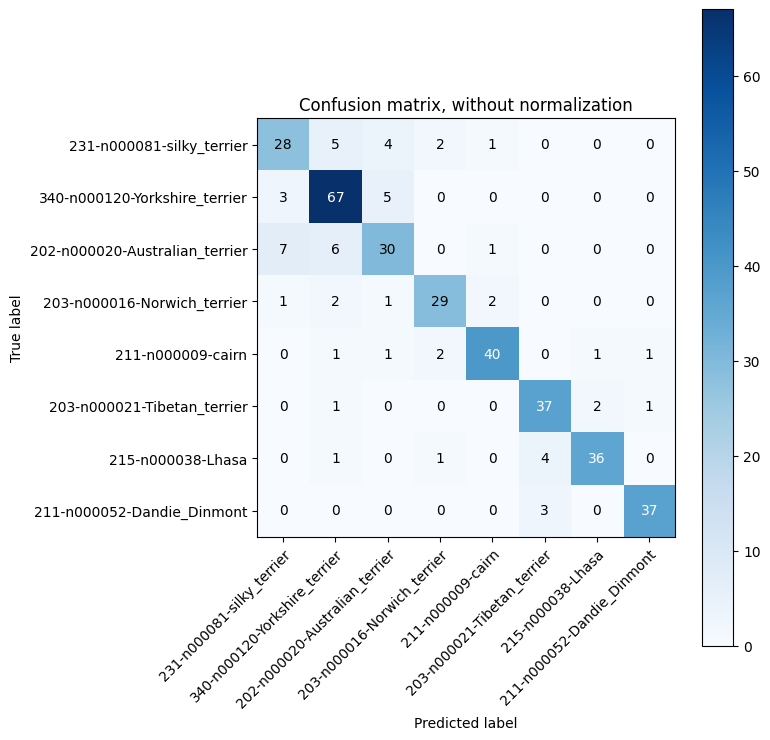 Confusion matrix, without normalization
True label
231-n000081-silky_terrier 28 5 4 2 1 0 0 0
340-n000120-Yorkshire_terrier 3 67 5 0 0 0 0 0
202-n000020-Australian_terrier 7 6 30 0 1 0 0 0
203-n000016-Norwich_terrier 1 2 1 29 2 0 0 0
211-n000009-cairn 0 1 1 2 40 0 1 1
203-n000021-Tibetan_terrier 0 1 0 0 0 37 2 1
215-n000038-Lhasa 0 1 0 1 0 4 36 0
211-n000052-Dandie_Dinmont 0 0 0 0 0 3 0 37
231-n000081-silky_terrier
340-n000120-Yorkshire_terrier
202-n000020-Australian_terrier
203-n000016-Norwich_terrier
211-n000009-cairn
203-n000021-Tibetan_terrier
215-n000038-Lhasa
211-n000052-Dandie_Dinmont
Predicted label
60
50
40
30
20
10
0